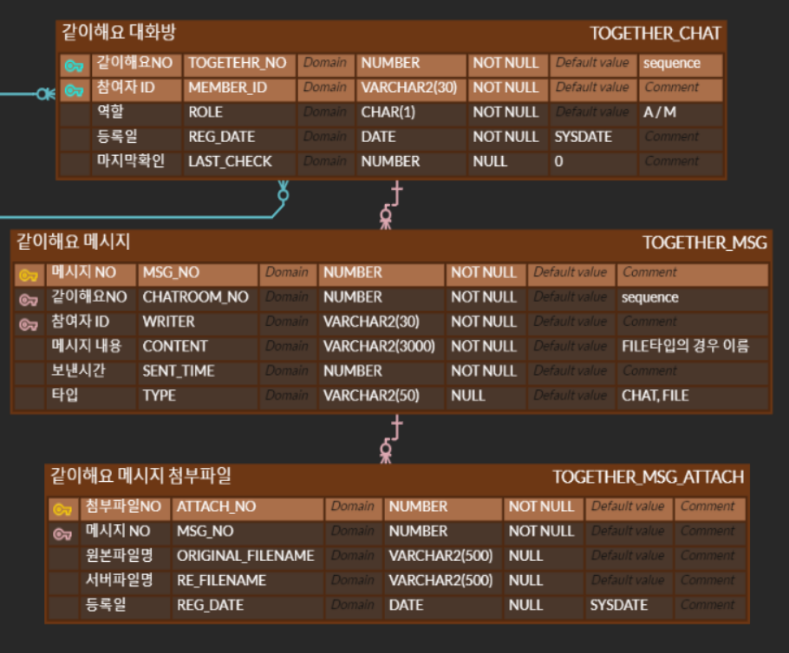 같이해요 대화방 TOGETHER_CHAT
같이해요NO TOGETEHR_NO Domain NUMBER NOT NULL Default value sequence
참여자 ID MEMBER_ID Domain VARCHAR2(30) NOT NULL Default value Comment
역할 ROLE Domain CHAR(1) NOT NULL Default value A / M
등록일 REG_DATE Domain DATE NOT NULL SYSDATE Comment
마지막확인 LAST_CHECK Domain NUMBER NULL 0 Comment
같이해요 메시지 TOGETHER_MSG
메시지 NO MSG_NO Domain NUMBER NOT NULL Default value Comment
같이해요NO CHATROOM_NO Domain NUMBER NOT NULL Default value sequence
참여자 ID WRITER Domain VARCHAR2(30) NOT NULL Default value Comment
메시지 내용 CONTENT Domain VARCHAR2(3000) NOT NULL Default value FILE타입의 경우 이름
보낸시간 SENT_TIME Domain NUMBER NOT NULL Default value Comment
타입 TYPE Domain VARCHAR2(50) NULL Default value CHAT, FILE
같이해요 메시지 첨부파일 TOGETHER_MSG_ATTACH
첨부파일NO ATTACH_NO Domain NUMBER NOT NULL Default value Comment
메시지 NO MSG_NO Domain NUMBER NOT NULL Default value Comment
원본파일명 ORIGINAL_FILENAME Domain VARCHAR2(500) NULL Default value Comment
서버파일명 RE_FILENAME Domain VARCHAR2(500) NULL Default value Comment
등록일 REG_DATE Domain DATE NULL SYSDATE Comment